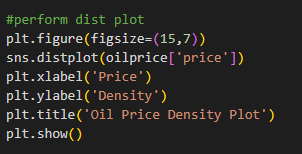 #perform dist plot
plt.figure(figsize=(15,7))
sns.distplot(oilprice['price'])
plt.xlabel('Price')
plt.ylabel('Density')
plt.title('Oil Price Density Plot')
plt.show()